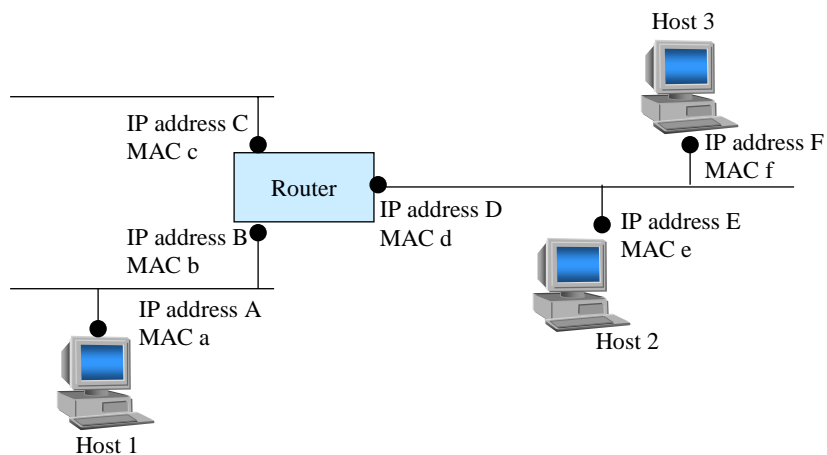 Host 3
IP address C
MAC c
IP address F
MAC f
Router
IP address D
MAC d
IP address B
MAC b
IP address E
MAC e
IP address A
MAC a
Host 2
Host 1